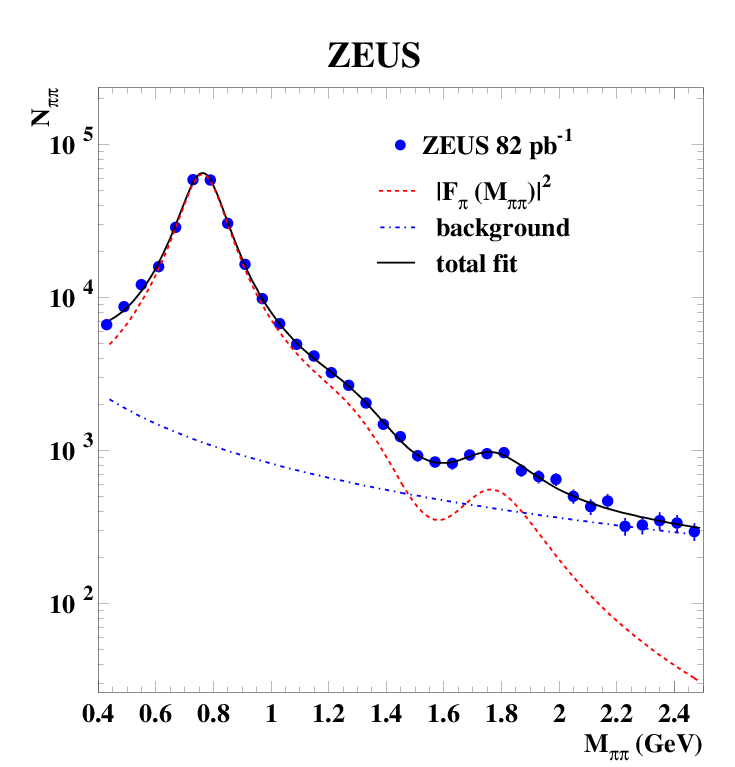 ZEUS
N_ππ
10^5
10^4
10^3
10^2
ZEUS 82 pb^-1
|F_π (M_ππ)|^2
background
total fit
0.4 0.6 0.8 1 1.2 1.4 1.6 1.8 2 2.2 2.4
M_ππ (GeV)